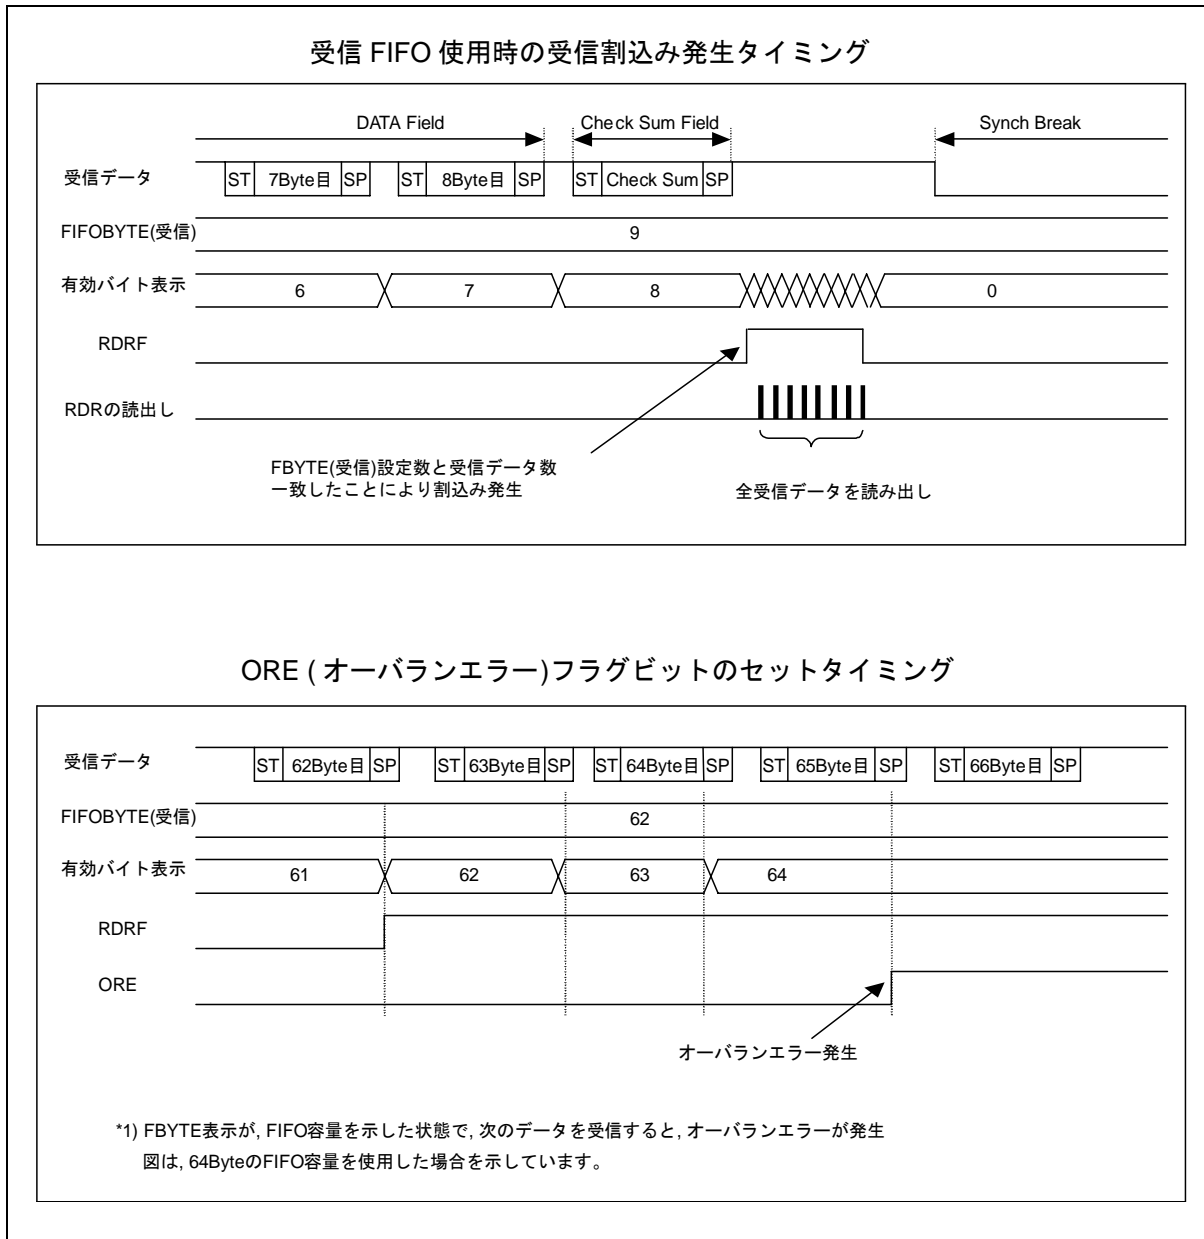 受信 FIFO 使用時の受信割込み発生タイミング
DATA Field
Check Sum Field
Synch Break
受信データ
ST 7Byte目 SP
ST 8Byte目 SP
ST Check Sum SP
FIFOBYTE(受信)
9
有効バイト表示
6
7
8
0
RDRF
RDRの読出し
FBYTE(受信)設定数と受信データ数
一致したことにより割込み発生
全受信データを読み出し
ORE ( オーバランエラー)フラグビットのセットタイミング
受信データ
ST 62Byte目 SP
ST 63Byte目 SP
ST 64Byte目 SP
ST 65Byte目 SP
ST 66Byte目 SP
FIFOBYTE(受信)
62
有効バイト表示
61
62
63
64
RDRF
ORE
オーバランエラー発生
*1) FBYTE表示が, FIFO容量を示した状態で, 次のデータを受信すると, オーバランエラーが発生
図は, 64ByteのFIFO容量を使用した場合を示しています。